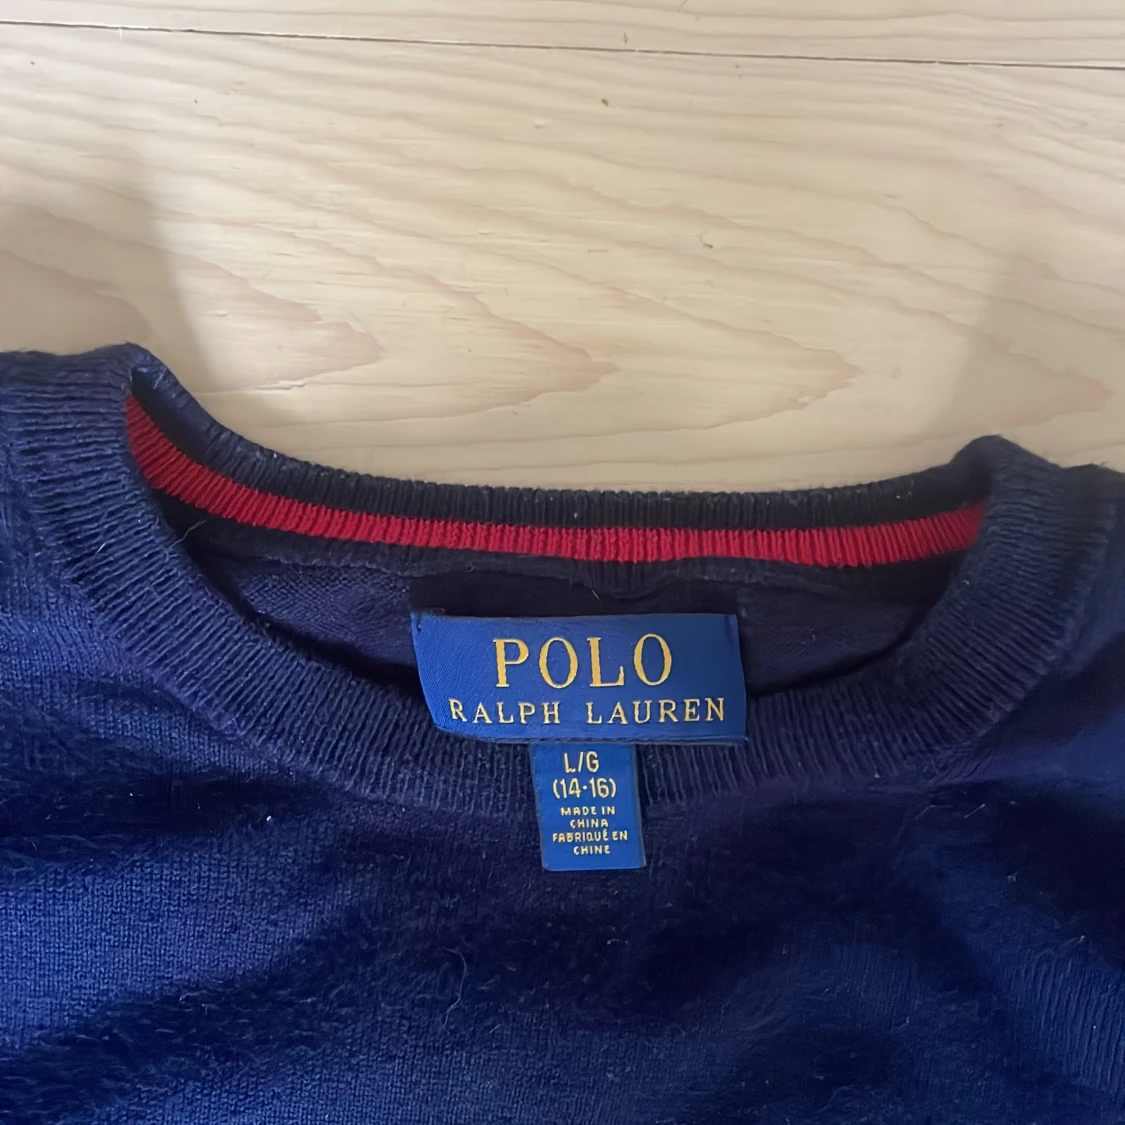 POLO
RALPH LAUREN
L/G
(14-16)
MADE IN
CHINA
FABRIQUÉ EN
CHINE